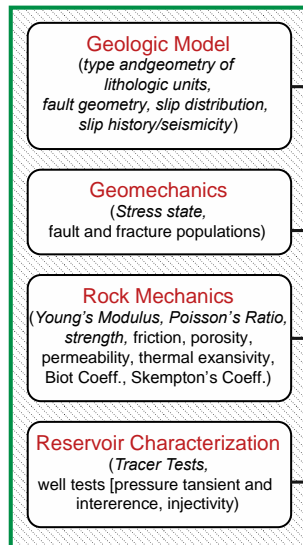 Geologic Model
(type andgeometry of
lithologic units,
fault geometry, slip distribution,
slip history/seismicity)
Geomechanics
(Stress state,
fault and fracture populations)
Rock Mechanics
(Young's Modulus, Poisson's Ratio,
strength, friction, porosity,
permeability, thermal exansivity,
Biot Coeff., Skempton's Coeff.)
Reservoir Characterization
(Tracer Tests,
well tests [pressure tansient and
intererence, injectivity)